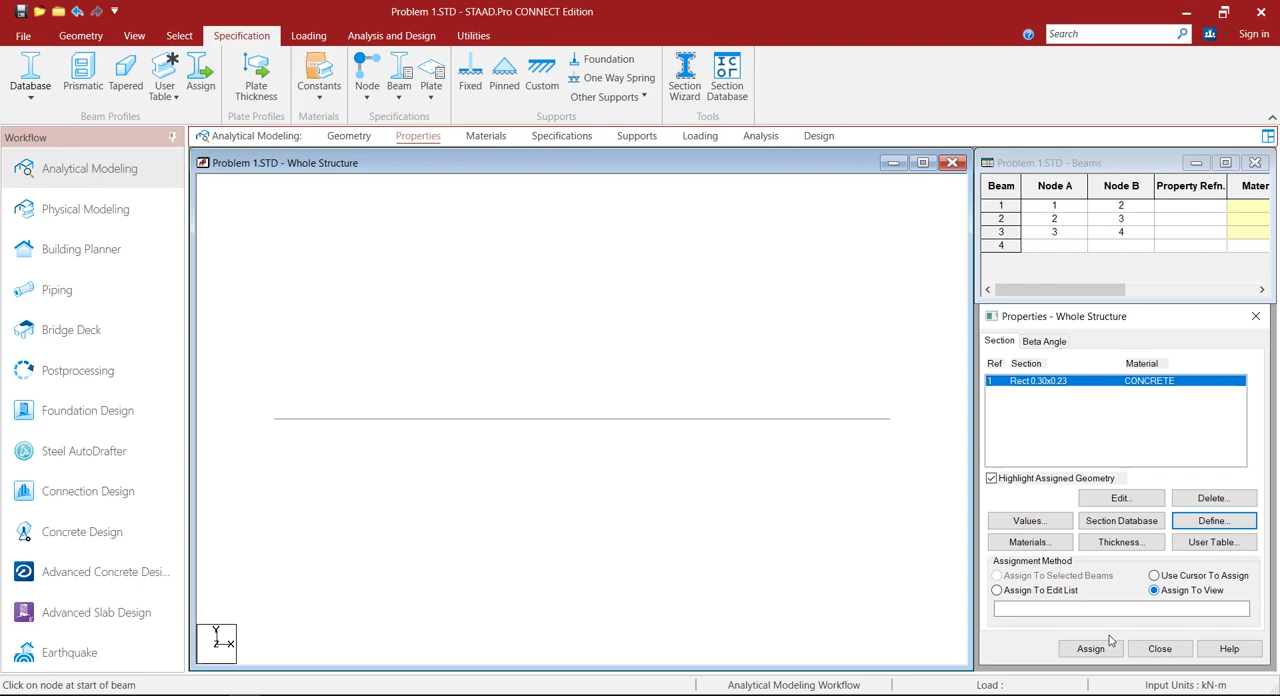 Problem 1.STD - STAAD.Pro CONNECT Edition
File Geometry View Select Specification Loading Analysis and Design Utilities Search Sign in
Database Prismatic Tapered User Table Assign Plate Thickness Constants Node Beam Plate Fixed Pinned Custom Foundation One Way Spring Other Supports Section Wizard Section Database
Beam Profiles Plate Profiles Materials Specifications Supports Tools
Workflow
Analytical Modeling: Geometry Properties Materials Specifications Supports Loading Analysis Design
Analytical Modeling
Physical Modeling
Building Planner
Piping
Bridge Deck
Postprocessing
Foundation Design
Steel AutoDrafter
Connection Design
Concrete Design
Advanced Concrete Desi...
Advanced Slab Design
Earthquake
Problem 1.STD - Whole Structure
Y
Z X
Problem 1.STD - Beams
Beam Node A Node B Property Refn. Mater
1 1 2
2 2 3
3 3 4
4
Properties - Whole Structure
Section Beta Angle
Ref Section Material
1 Rect 0.30x0.23 CONCRETE
Highlight Assigned Geometry
Edit... Delete...
Values... Section Database Define...
Materials... Thickness... User Table...
Assignment Method
Assign To Selected Beams Use Cursor To Assign
Assign To Edit List Assign To View
Assign Close Help
Click on node at start of beam Analytical Modeling Workflow Load : Input Units : kN-m